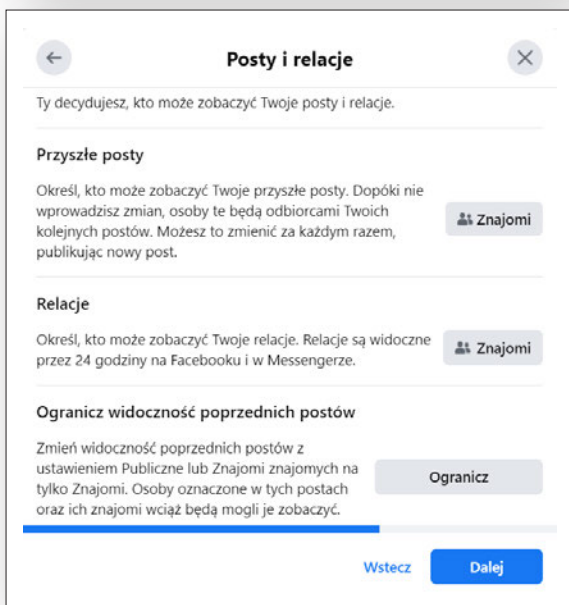 Posty i relacje
Ty decydujesz, kto może zobaczyć Twoje posty i relacje.
Przyszłe posty
Określ, kto może zobaczyć Twoje przyszłe posty. Dopóki nie
wprowadzisz zmian, osoby te będą odbiorcami Twoich
kolejnych postów. Możesz to zmienić za każdym razem,
publikując nowy post.
Znajomi
Relacje
Określ, kto może zobaczyć Twoje relacje. Relacje są widoczne
przez 24 godziny na Facebooku i w Messengerze.
Znajomi
Ogranicz widoczność poprzednich postów
Zmień widoczność poprzednich postów z
ustawieniem Publiczne lub Znajomi znajomych na
tylko Znajomi. Osoby oznaczone w tych postach
oraz ich znajomi wciąż będą mogli je zobaczyć.
Ogranicz
Wstecz
Dalej